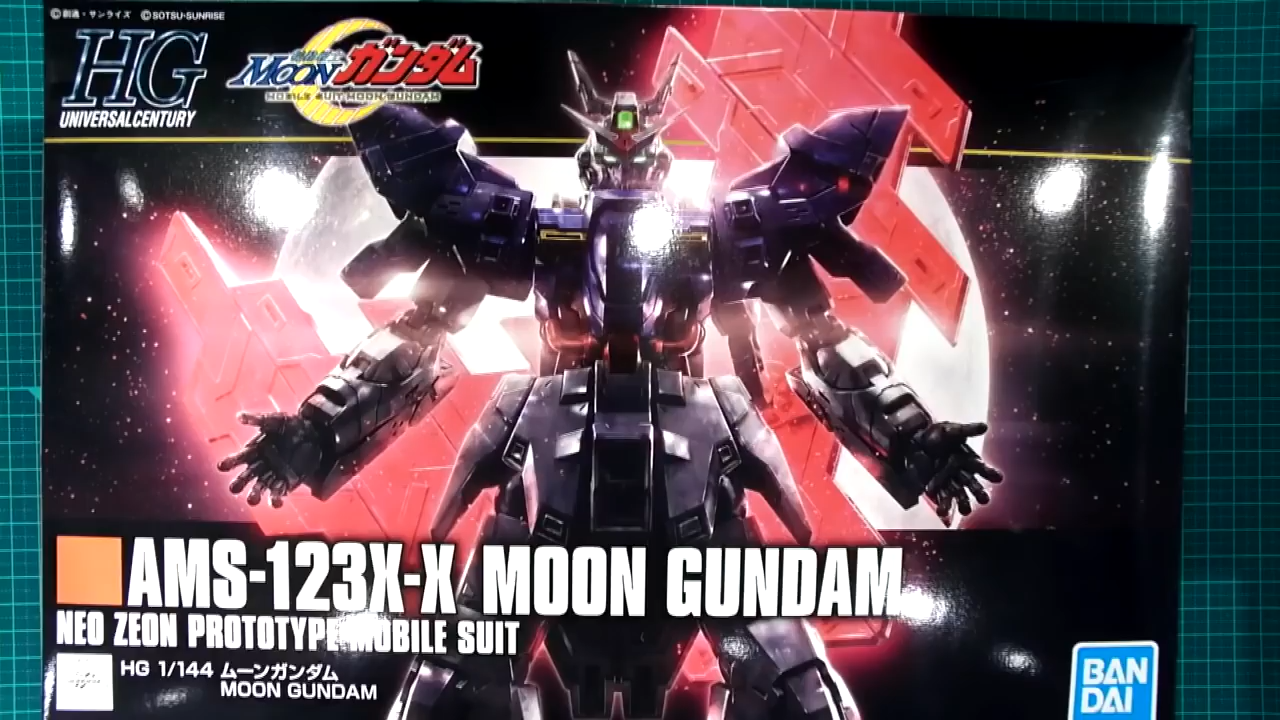 ©創通・サンライズ ©SOTSU・SUNRISE
HG
UNIVERSAL CENTURY
MOONガンダム
MOBILE SUIT MOON GUNDAM
AMS-123X-X MOON GUNDAM
NEO ZEON PROTOTYPE MOBILE SUIT
HG 1/144 ムーンガンダム
MOON GUNDAM
BAN
DAI